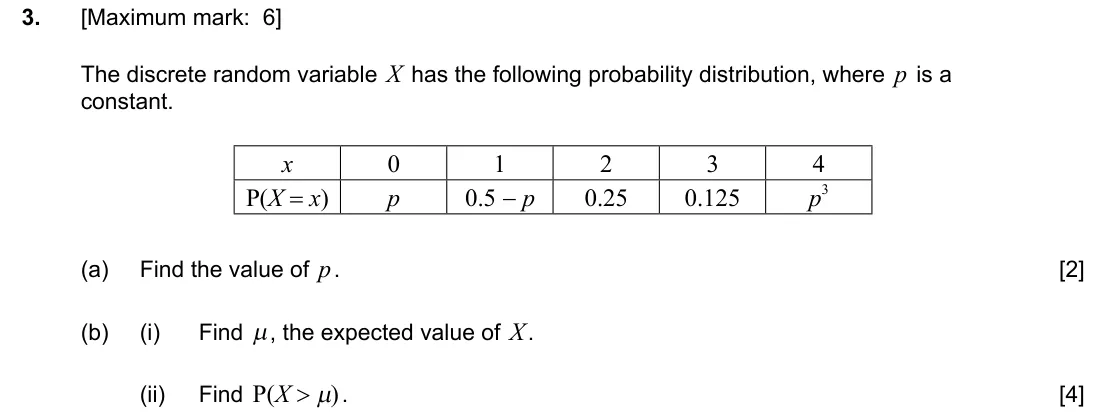 3. [Maximum mark: 6]
The discrete random variable X has the following probability distribution, where p is a
constant.
x 0 1 2 3 4
P(X = x) p 0.5 − p 0.25 0.125 p³
(a) Find the value of p. [2]
(b) (i) Find μ, the expected value of X.
(ii) Find P(X > μ). [4]